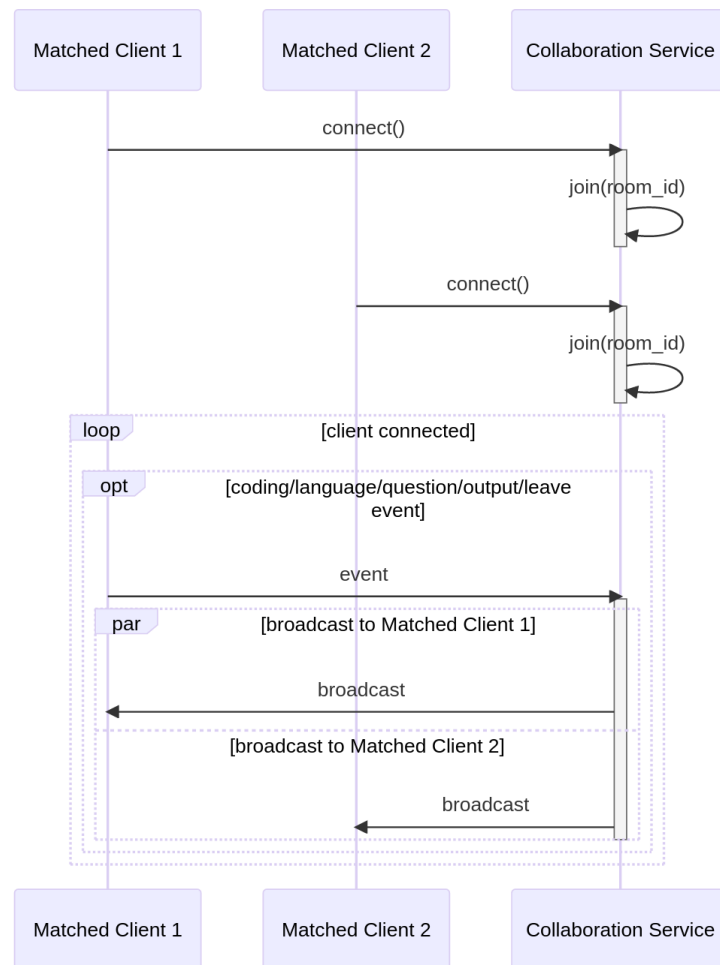 Matched Client 1
Matched Client 2
Collaboration Service
connect()
join(room_id)
connect()
join(room_id)
loop
[client connected]
opt
[coding/language/question/output/leave
event]
event
par
[broadcast to Matched Client 1]
broadcast
[broadcast to Matched Client 2]
broadcast
Matched Client 1
Matched Client 2
Collaboration Service